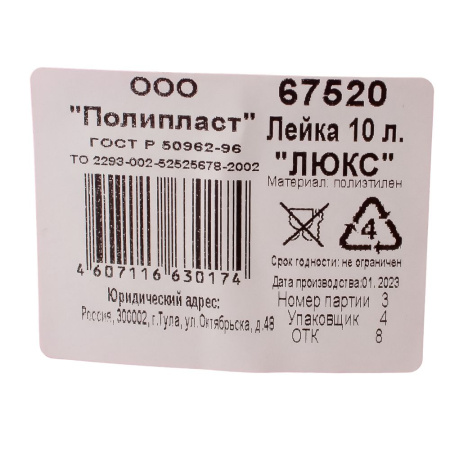 ООО
"Полипласт"
ГОСТ Р 50962-96
ТО 2293-002-52525678-2002
4 607116 630174
Юридический адрес:
Россия, 300002, г.Тула, ул.Октябрьска, д.48
67520
Лейка 10 л.
"ЛЮКС"
Материал. полиэтилен
4
Срок годности: не ограничен
Дата производства:01. 2023
Номер партии 3
Упаковщик 4
ОТК 8